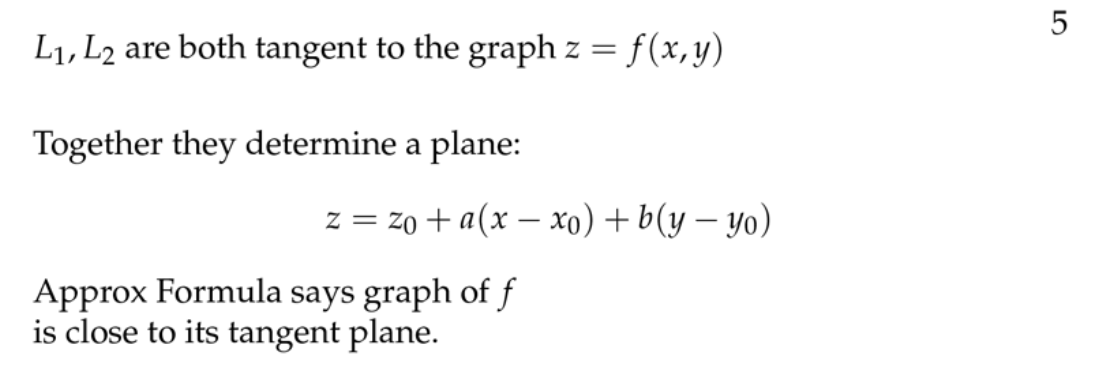 5
L₁, L₂ are both tangent to the graph z = f(x, y)
Together they determine a plane:
z = z₀ + a(x − x₀) + b(y − y₀)
Approx Formula says graph of f
is close to its tangent plane.